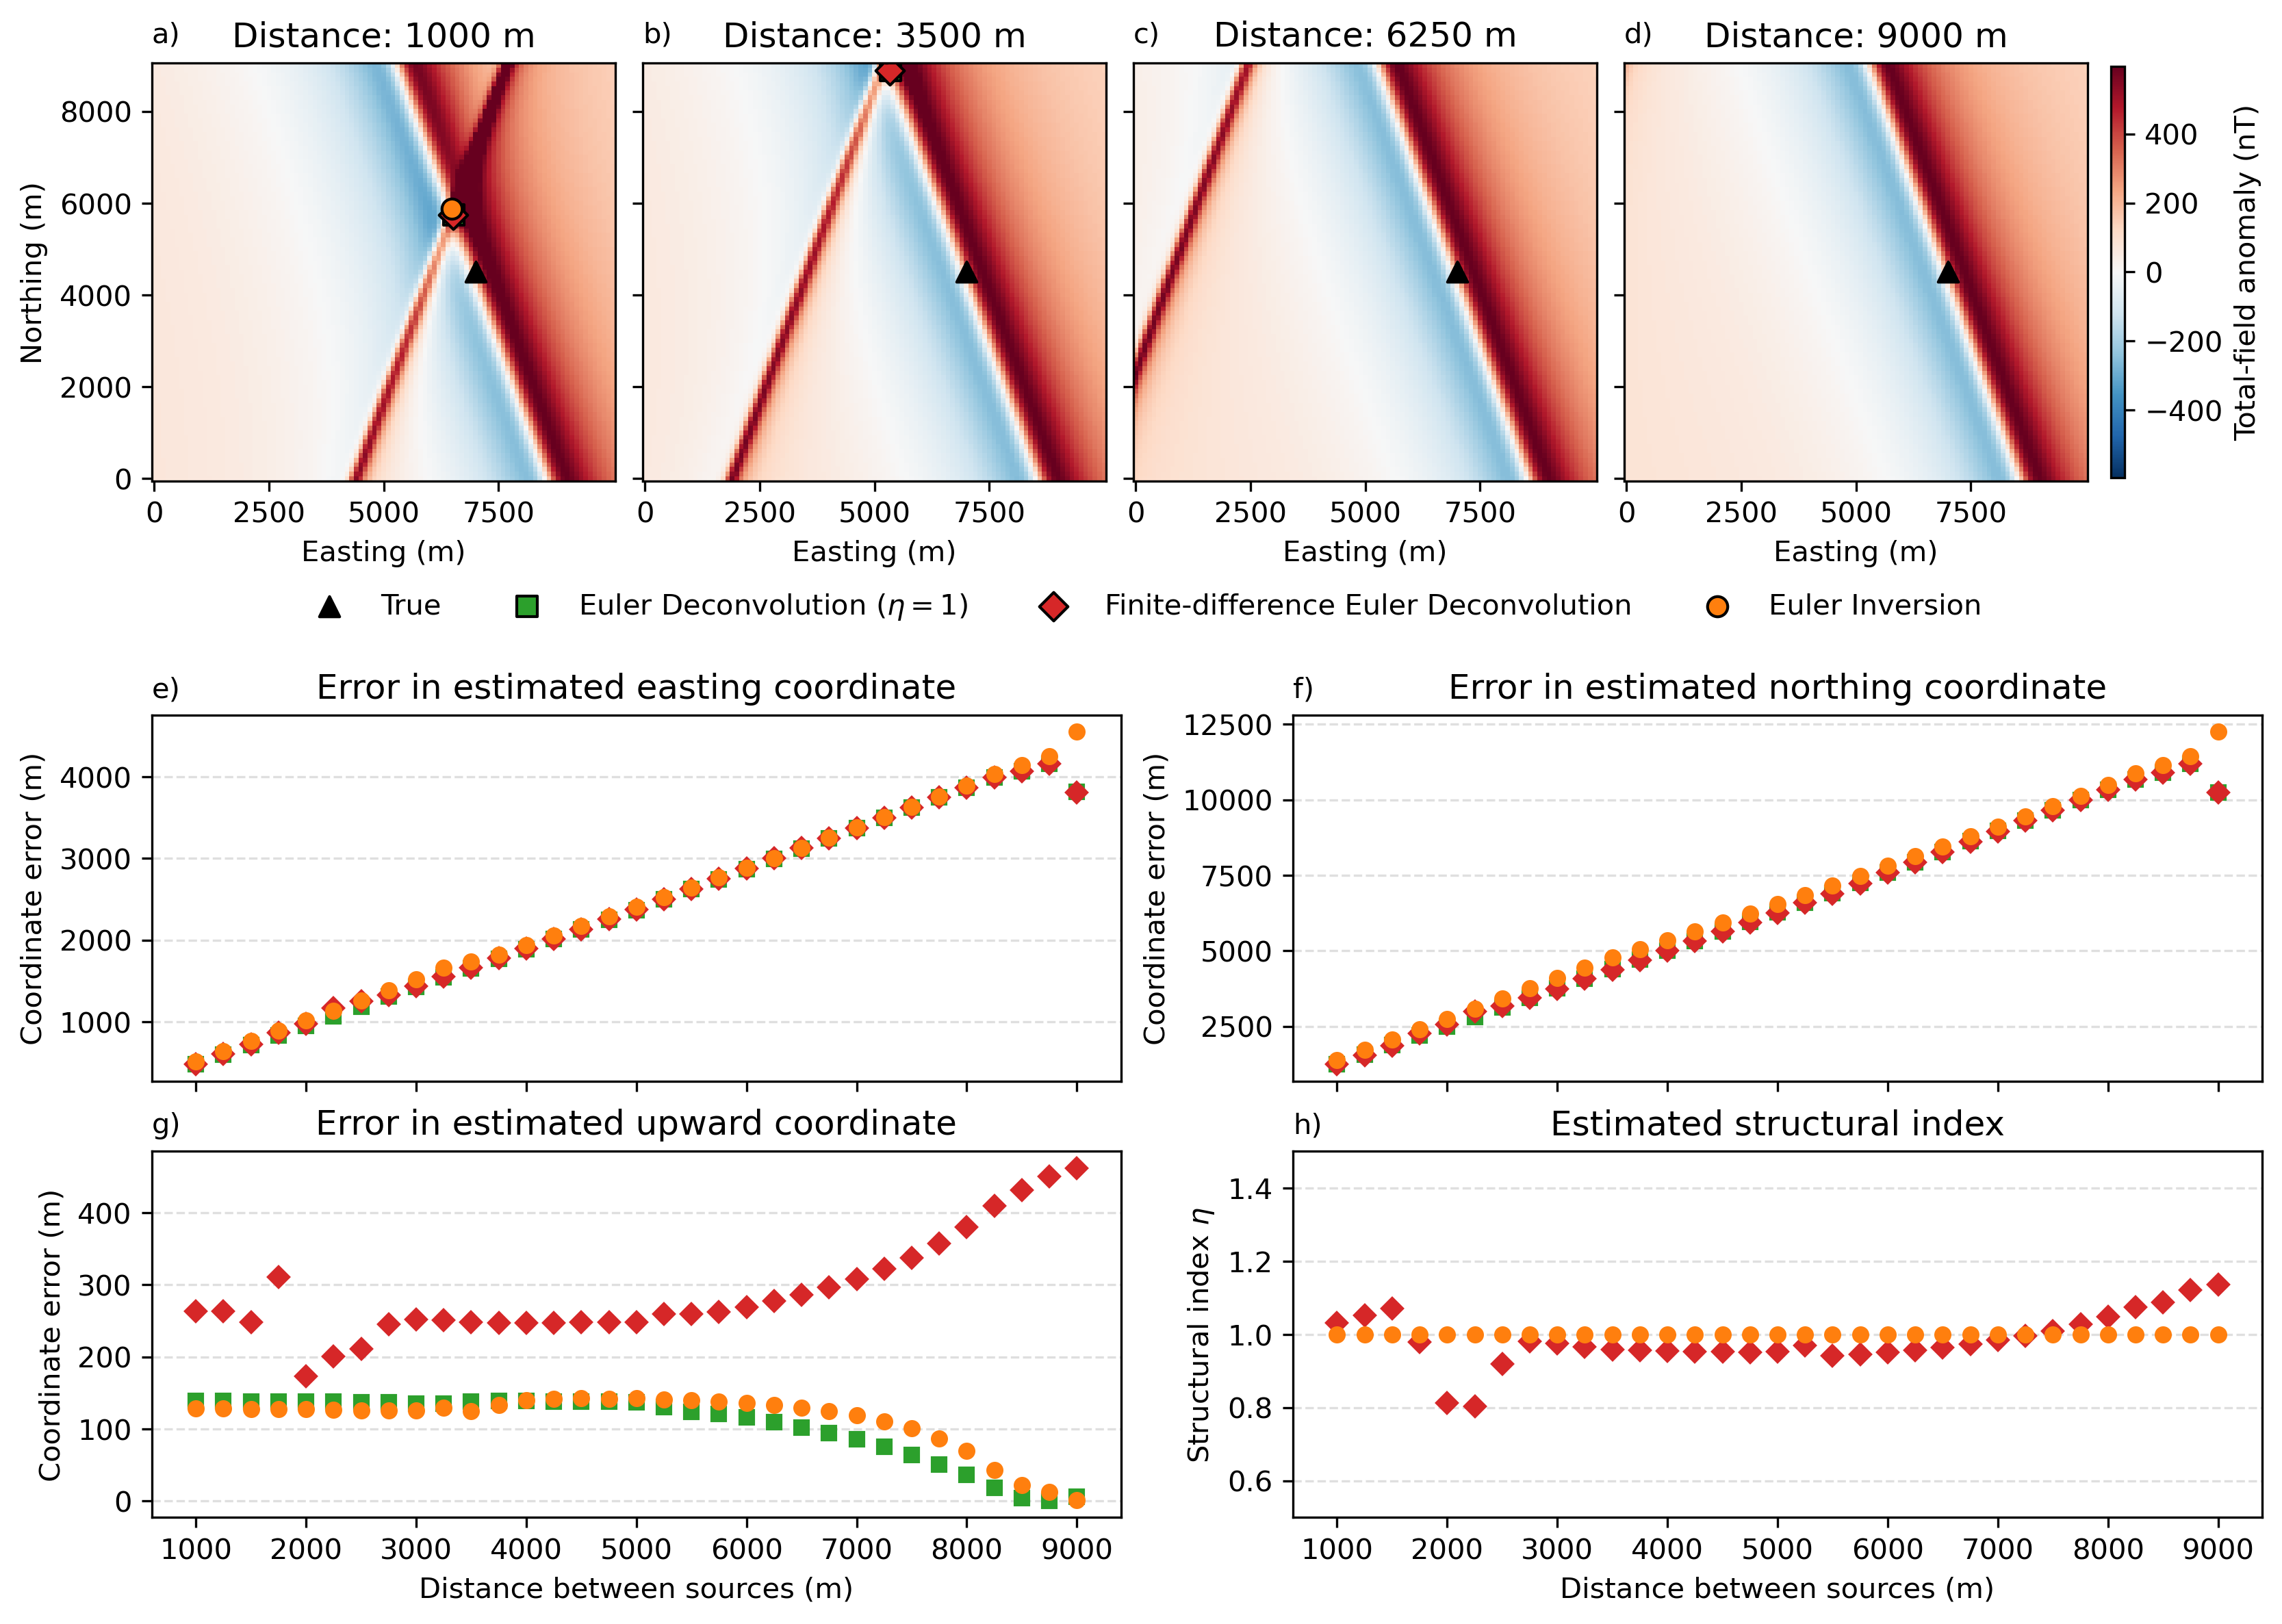 a) Distance: 1000 m
b) Distance: 3500 m
c) Distance: 6250 m
d) Distance: 9000 m
Northing (m)
8000
6000
4000
2000
0
0 2500 5000 7500
0 2500 5000 7500
0 2500 5000 7500
0 2500 5000 7500
Easting (m)
Easting (m)
Easting (m)
Easting (m)
400
200
0
−200
−400
Total-field anomaly (nT)
True
Euler Deconvolution (η = 1)
Finite-difference Euler Deconvolution
Euler Inversion
e) Error in estimated easting coordinate
Coordinate error (m)
4000
3000
2000
1000
f) Error in estimated northing coordinate
Coordinate error (m)
12500
10000
7500
5000
2500
g) Error in estimated upward coordinate
Coordinate error (m)
400
300
200
100
0
1000 2000 3000 4000 5000 6000 7000 8000 9000
Distance between sources (m)
h) Estimated structural index
Structural index η
1.4
1.2
1.0
0.8
0.6
1000 2000 3000 4000 5000 6000 7000 8000 9000
Distance between sources (m)